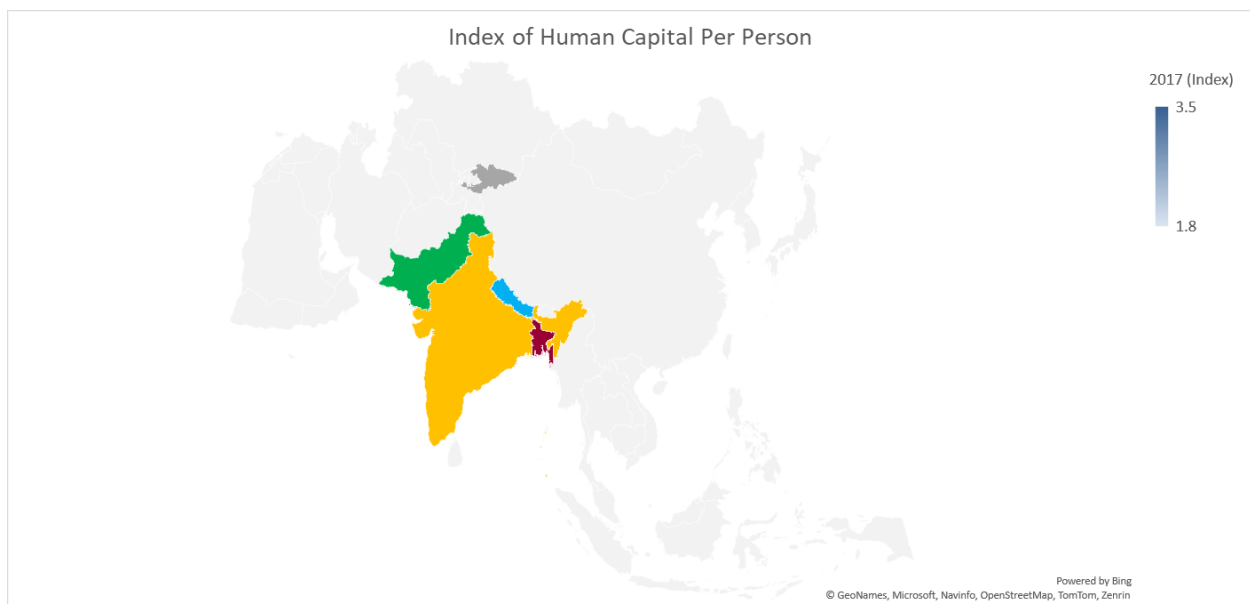 Index of Human Capital Per Person
2017 (Index)
3.5
1.8
Powered by Bing
© GeoNames, Microsoft, Navinfo, OpenStreetMap, TomTom, Zenrin